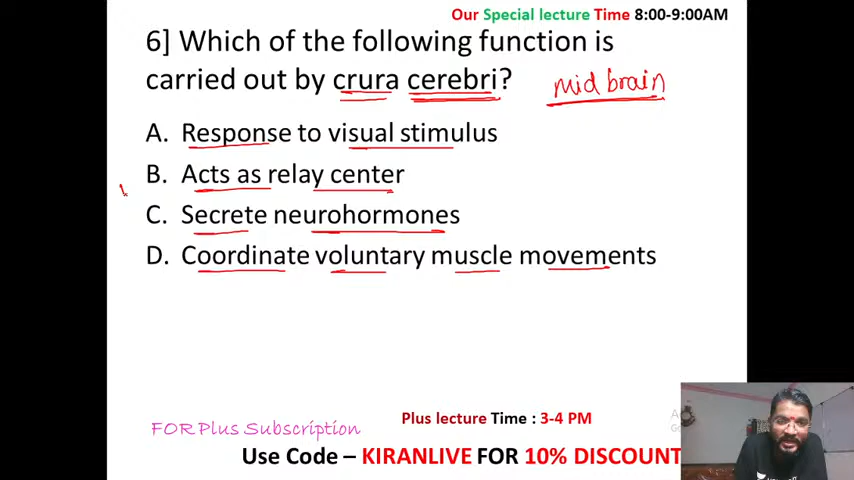 Our Special lecture Time 8:00-9:00AM
6] Which of the following function is
carried out by crura cerebri?
mid brain
A. Response to visual stimulus
B. Acts as relay center
C. Secrete neurohormones
D. Coordinate voluntary muscle movements
FOR Plus Subscription
Plus lecture Time : 3-4 PM
Use Code – KIRANLIVE FOR 10% DISCOUNT